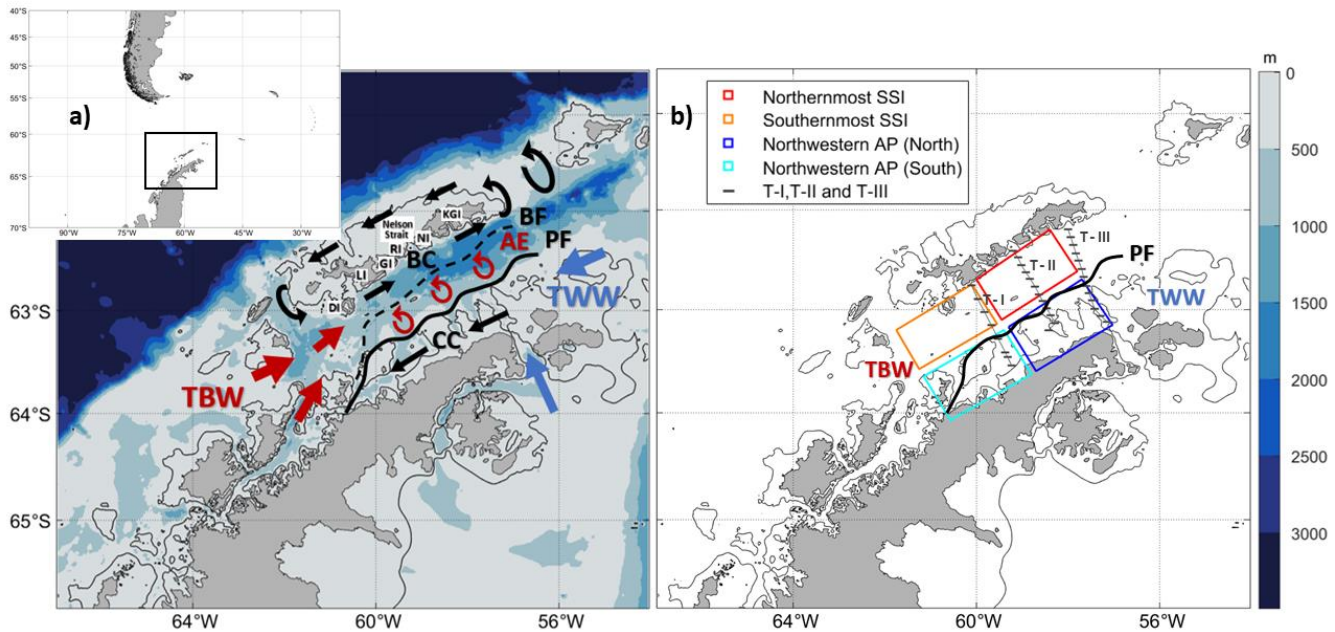 40°S
45°S
50°S
55°S
60°S
65°S
70°S
90°W
75°W
60°W
45°W
30°W
a)
KGI
Nelson
Strait
NI
RI
GI
LI
DI
BC
BF
AE
PF
TWW
CC
TBW
63°S
64°S
65°S
64°W
60°W
56°W
b)
Northernmost SSI
Southernmost SSI
Northwestern AP (North)
Northwestern AP (South)
T-I,T-II and T-III
T-III
T-II
T-I
PF
TWW
TBW
64°W
60°W
56°W
m
0
500
1000
1500
2000
2500
3000